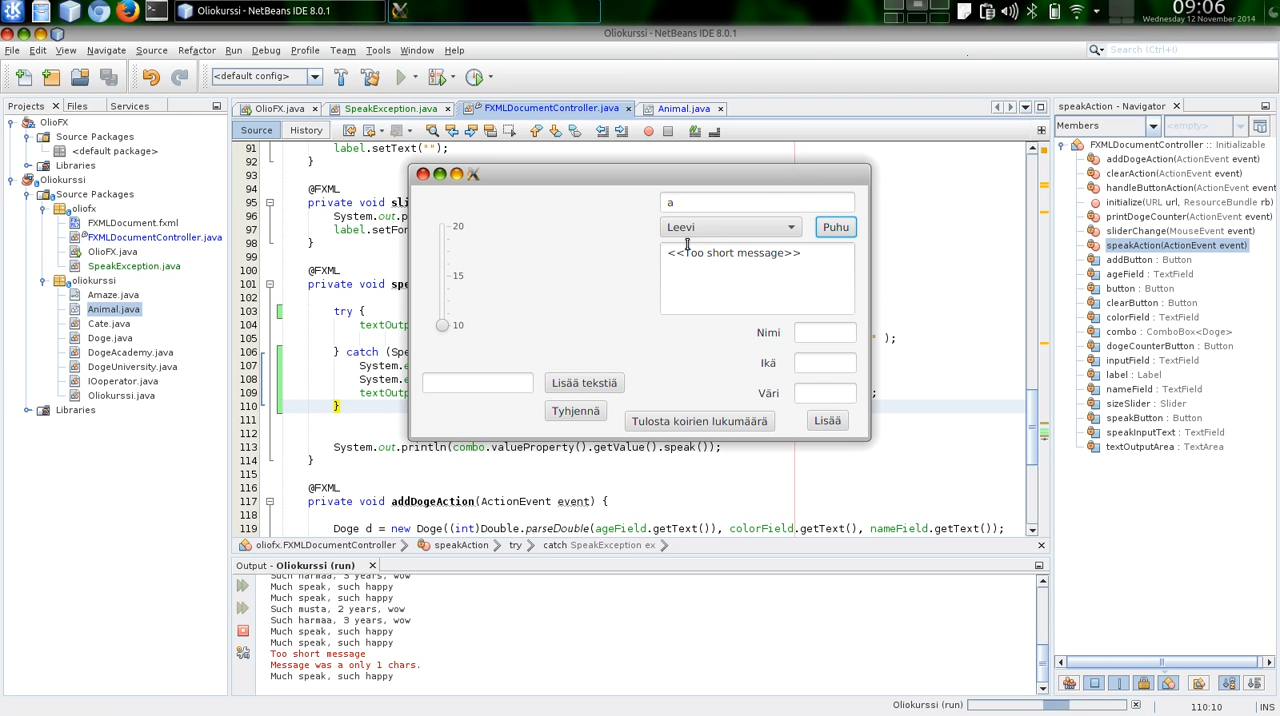 Oliokurssi - NetBeans IDE 8.0.1
09:06
Wednesday 12 November 2014
Oliokurssi - NetBeans IDE 8.0.1
File Edit View Navigate Source Refactor Run Debug Profile Team Tools Window Help
Search (Ctrl+I)
<default config>
Projects Files Services
OlioFX.java SpeakException.java FXMLDocumentController.java Animal.java
speakAction - Navigator
Source History
Members <empty>
OlioFX
Source Packages
<default package>
Libraries
Oliokurssi
Source Packages
oliofx
FXMLDocument.fxml
FXMLDocumentController.java
OlioFX.java
SpeakException.java
oliokurssi
Amaze.java
Animal.java
Cate.java
Doge.java
DogeAcademy.java
DogeUniversity.java
IOoperator.java
Oliokurssi.java
Libraries
91 label.setText("");
92 }
93
94 @FXML
95 private void sli
96 System.out.p
97 label.setFon
98 }
99
100 @FXML
101 private void spe
102
103 try {
104 textOutp " );
105
106 } catch (Spe
107 System.e
108 System.e
109 textOutp ;
110 }
111
112
113 System.out.println(combo.valueProperty().getValue().speak());
114 }
115
116 @FXML
117 private void addDogeAction(ActionEvent event) {
118
119 Doge d = new Doge((int)Double.parseDouble(ageField.getText()), colorField.getText(), nameField.getText());
a
Leevi Puhu
<<Too short message>>
20
15
10
Nimi
Ikä
Väri
Lisää tekstiä
Tyhjennä
Tulosta koirien lukumäärä
Lisää
oliofx.FXMLDocumentController speakAction try catch SpeakException ex
Output - Oliokurssi (run)
Such harmaa, 3 years, wow
Much speak, such happy
Much speak, such happy
Such musta, 2 years, wow
Such harmaa, 3 years, wow
Much speak, such happy
Much speak, such happy
Too short message
Message was a only 1 chars.
Much speak, such happy
FXMLDocumentController :: Initializable
addDogeAction(ActionEvent event)
clearAction(ActionEvent event)
handleButtonAction(ActionEvent event)
initialize(URL url, ResourceBundle rb)
printDogeCounter(ActionEvent event)
sliderChange(MouseEvent event)
speakAction(ActionEvent event)
addButton : Button
ageField : TextField
button : Button
clearButton : Button
colorField : TextField
combo : ComboBox<Doge>
dogeCounterButton : Button
inputField : TextField
label : Label
nameField : TextField
sizeSlider : Slider
speakButton : Button
speakInputText : TextField
textOutputArea : TextArea
Oliokurssi (run)
110:10 INS